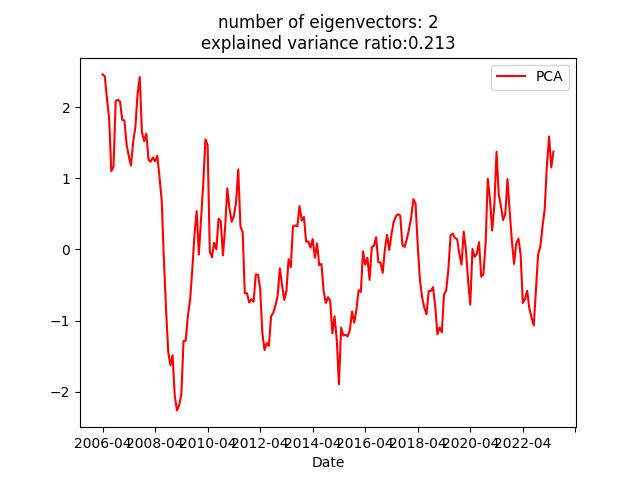 number of eigenvectors: 2
explained variance ratio:0.213
PCA
2
1
0
−1
−2
2006-04 2008-04 2010-04 2012-04 2014-04 2016-04 2018-04 2020-04 2022-04
Date